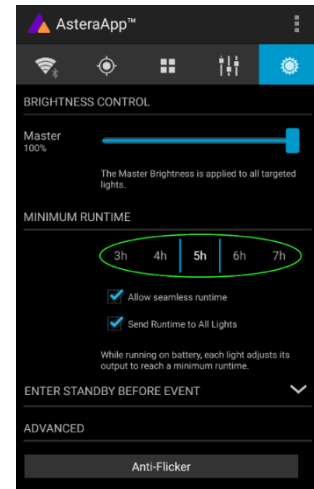 AsteraApp™
BRIGHTNESS CONTROL
Master
100%
The Master Brightness is applied to all targeted
lights.
MINIMUM RUNTIME
3h 4h 5h 6h 7h
Allow seamless runtime
Send Runtime to All Lights
While running on battery, each light adjusts its
output to reach a minimum runtime.
ENTER STANDBY BEFORE EVENT
ADVANCED
Anti-Flicker